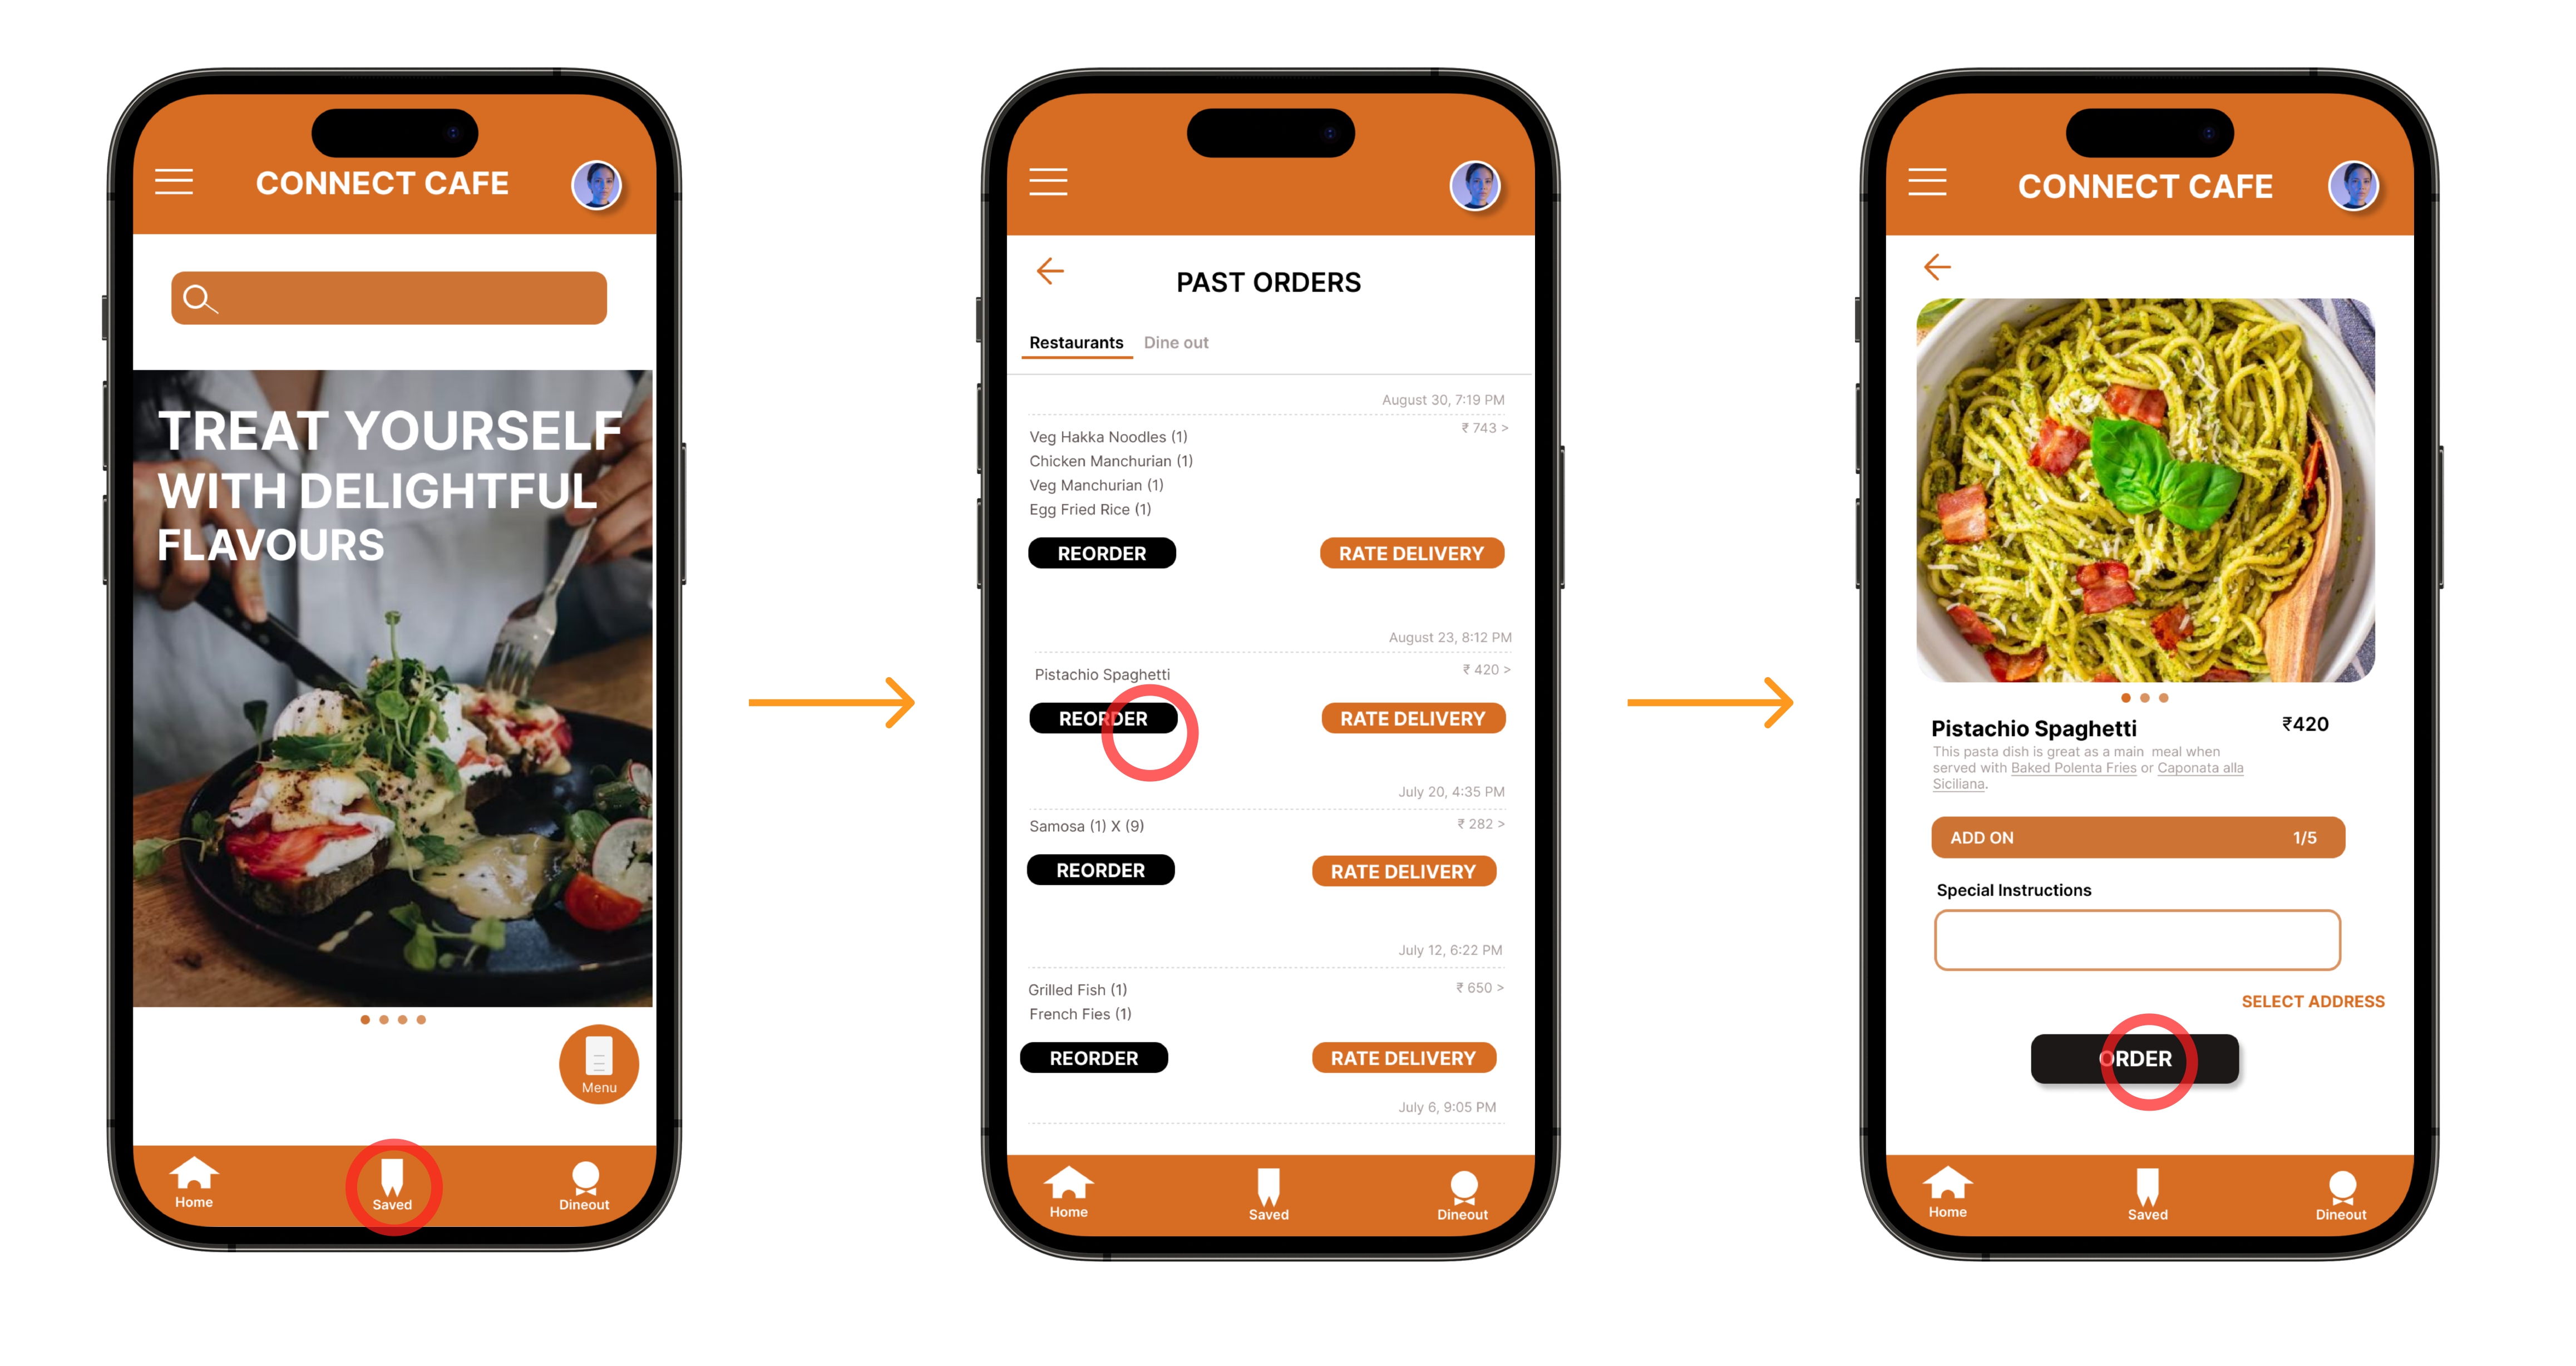 CONNECT CAFE
TREAT YOURSELF
WITH DELIGHTFUL
FLAVOURS
Menu
Home
Saved
Dineout
PAST ORDERS
Restaurants
Dine out
August 30, 7:19 PM
₹ 743 >
Veg Hakka Noodles (1)
Chicken Manchurian (1)
Veg Manchurian (1)
Egg Fried Rice (1)
REORDER
RATE DELIVERY
August 23, 8:12 PM
Pistachio Spaghetti
₹ 420 >
REORDER
RATE DELIVERY
July 20, 4:35 PM
Samosa (1) X (9)
₹ 282 >
REORDER
RATE DELIVERY
July 12, 6:22 PM
Grilled Fish (1)
₹ 650 >
French Fies (1)
REORDER
RATE DELIVERY
July 6, 9:05 PM
Home
Saved
Dineout
CONNECT CAFE
Pistachio Spaghetti
₹420
This pasta dish is great as a main meal when
served with Baked Polenta Fries or Caponata alla
Siciliana.
ADD ON
1/5
Special Instructions
SELECT ADDRESS
ORDER
Home
Saved
Dineout